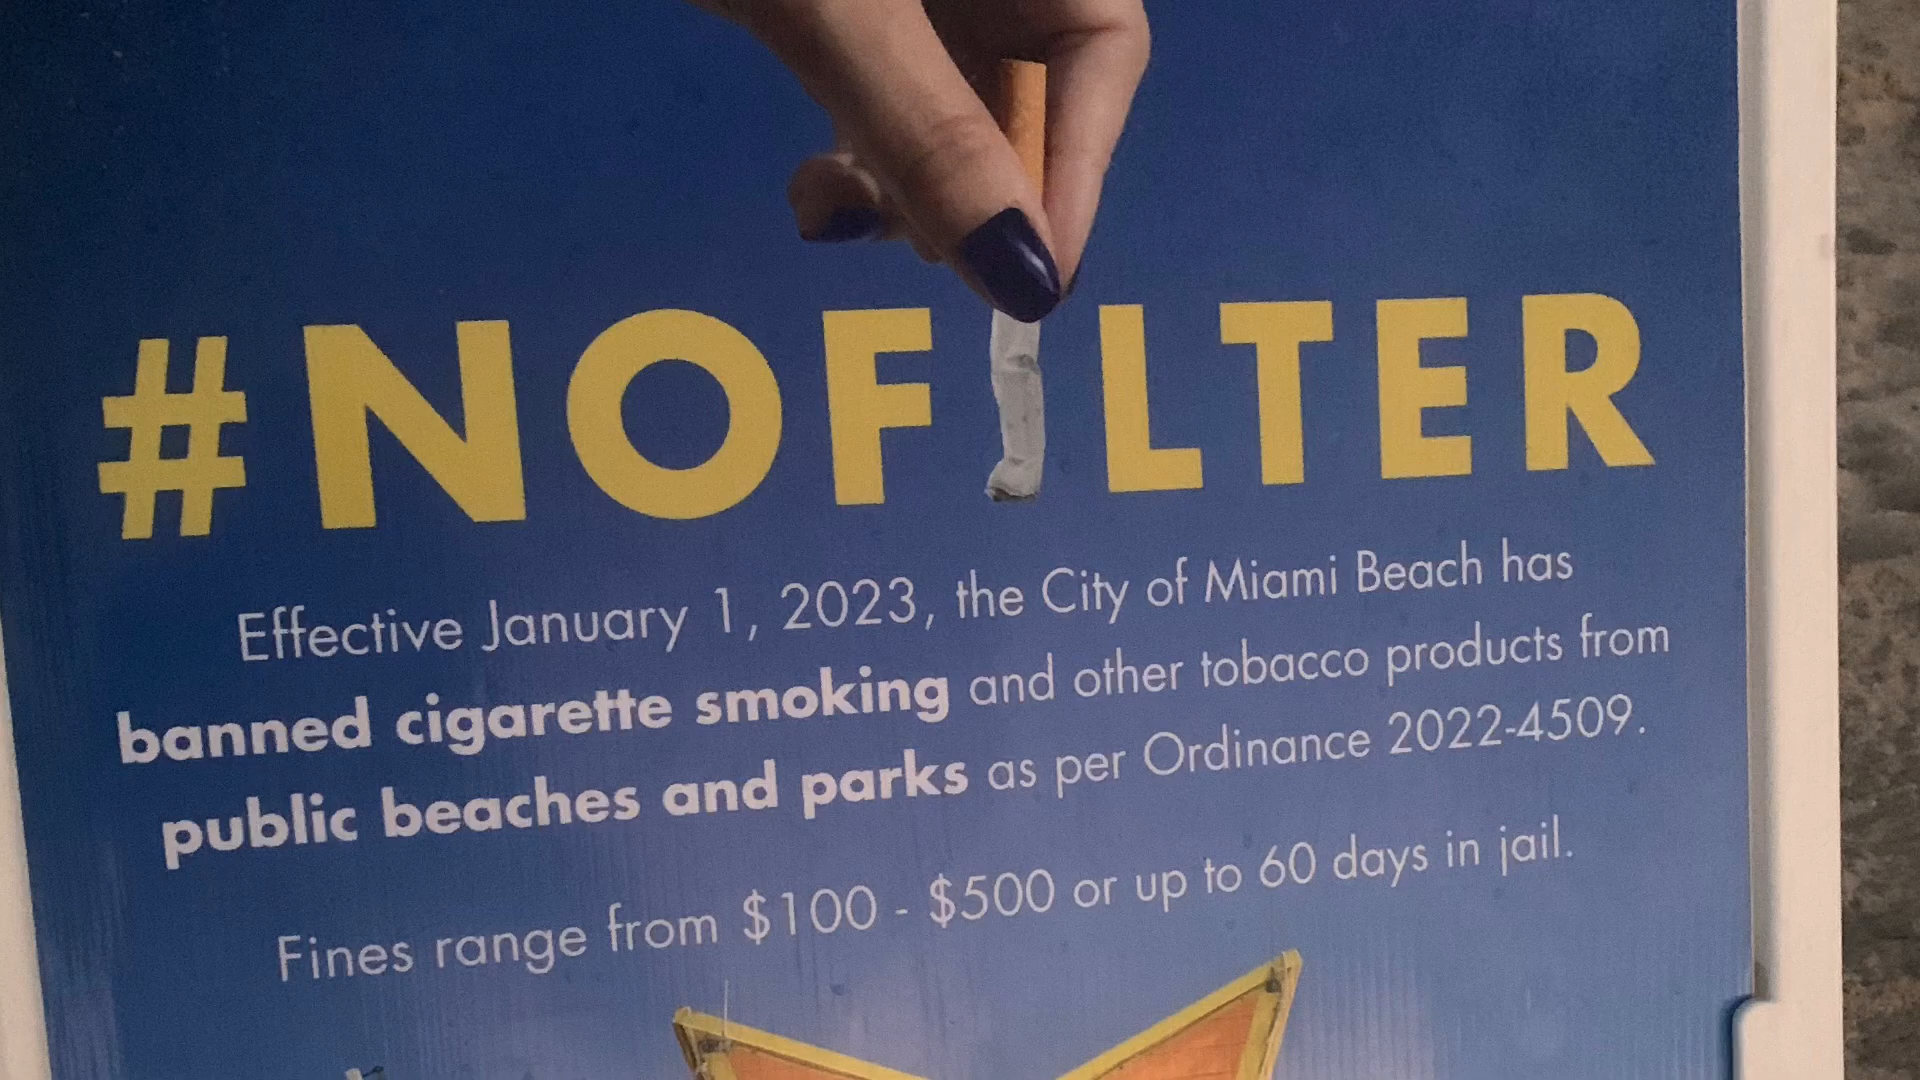 #NOFLTER
Effective January 1, 2023, the City of Miami Beach has
banned cigarette smoking and other tobacco products from
public beaches and parks as per Ordinance 2022-4509.
Fines range from $100 - $500 or up to 60 days in jail.